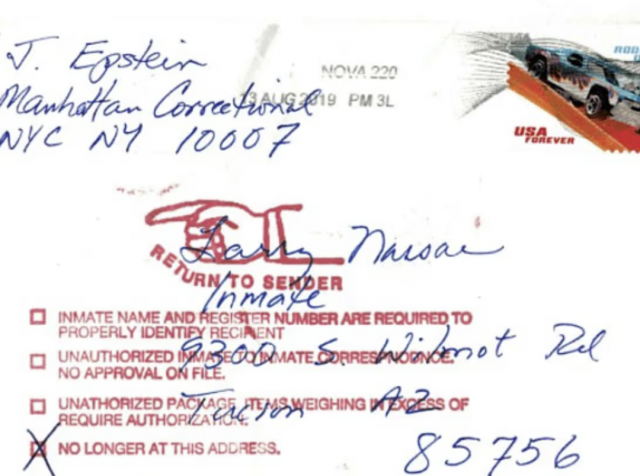 J. Epstein
Manhattan Correctional
NYC NY 10007
NOVA 220
13 AUG 2019 PM 3L
USA
FOREVER
Larry Nassar
RETURN TO SENDER
Inmate
INMATE NAME AND REGISTER NUMBER ARE REQUIRED TO
PROPERLY IDENTIFY RECIPIENT
UNAUTHORIZED INMATE TO INMATE CORRESPONDENCE.
9300 S. Wilmot Rd
NO APPROVAL ON FILE.
UNATHORIZED PACKAGE, ITEMS WEIGHING IN EXCESS OF
Tucson AZ
REQUIRE AUTHORIZATION.
NO LONGER AT THIS ADDRESS.
85756